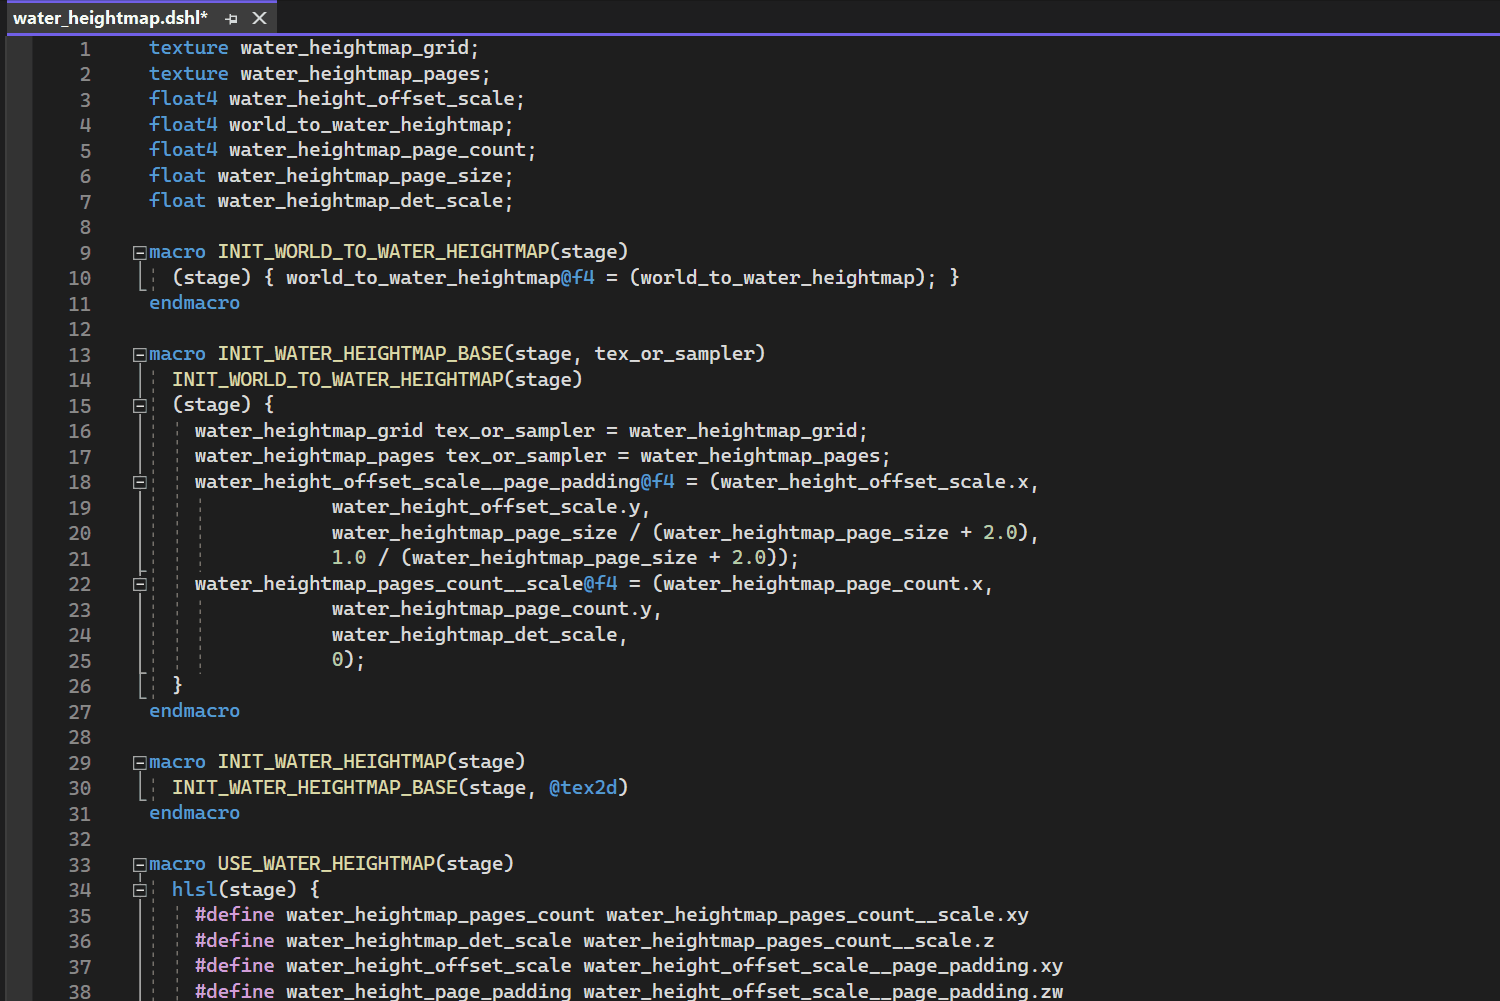 water_heightmap.dshl*
1 texture water_heightmap_grid;
2 texture water_heightmap_pages;
3 float4 water_height_offset_scale;
4 float4 world_to_water_heightmap;
5 float4 water_heightmap_page_count;
6 float water_heightmap_page_size;
7 float water_heightmap_det_scale;
8
9 macro INIT_WORLD_TO_WATER_HEIGHTMAP(stage)
10 (stage) { world_to_water_heightmap@f4 = (world_to_water_heightmap); }
11 endmacro
12
13 macro INIT_WATER_HEIGHTMAP_BASE(stage, tex_or_sampler)
14 INIT_WORLD_TO_WATER_HEIGHTMAP(stage)
15 (stage) {
16 water_heightmap_grid tex_or_sampler = water_heightmap_grid;
17 water_heightmap_pages tex_or_sampler = water_heightmap_pages;
18 water_height_offset_scale__page_padding@f4 = (water_height_offset_scale.x,
19 water_height_offset_scale.y,
20 water_heightmap_page_size / (water_heightmap_page_size + 2.0),
21 1.0 / (water_heightmap_page_size + 2.0));
22 water_heightmap_pages_count__scale@f4 = (water_heightmap_page_count.x,
23 water_heightmap_page_count.y,
24 water_heightmap_det_scale,
25 0);
26 }
27 endmacro
28
29 macro INIT_WATER_HEIGHTMAP(stage)
30 INIT_WATER_HEIGHTMAP_BASE(stage, @tex2d)
31 endmacro
32
33 macro USE_WATER_HEIGHTMAP(stage)
34 hlsl(stage) {
35 #define water_heightmap_pages_count water_heightmap_pages_count__scale.xy
36 #define water_heightmap_det_scale water_heightmap_pages_count__scale.z
37 #define water_height_offset_scale water_height_offset_scale__page_padding.xy
38 #define water_height_page_padding water_height_offset_scale__page_padding.zw